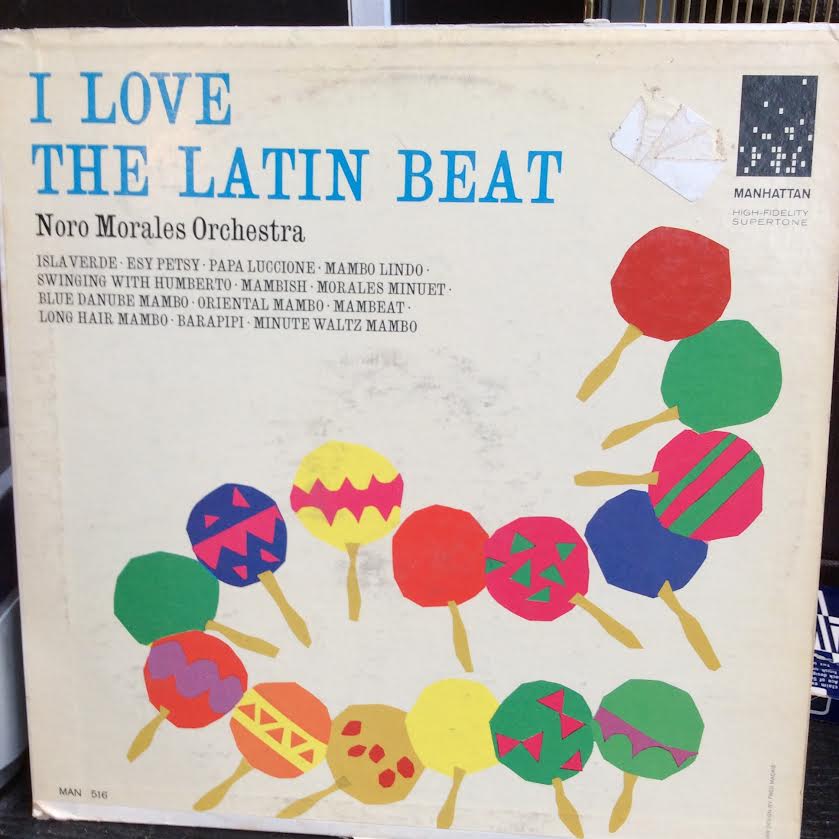 I LOVE
THE LATIN BEAT
Noro Morales Orchestra
ISLA VERDE · ESY PETSY · PAPA LUCCIONE · MAMBO LINDO ·
SWINGING WITH HUMBERTO · MAMBISH · MORALES MINUET ·
BLUE DANUBE MAMBO · ORIENTAL MAMBO · MAMBEAT ·
LONG HAIR MAMBO · BARAPIPI · MINUTE WALTZ MAMBO
MANHATTAN
HIGH-FIDELITY
SUPERTONE
MAN 516